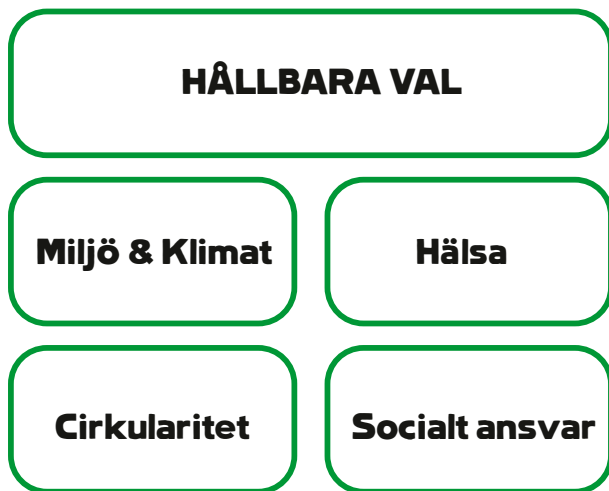 HÅLLBARA VAL
Miljö & Klimat
Hälsa
Cirkularitet
Socialt ansvar